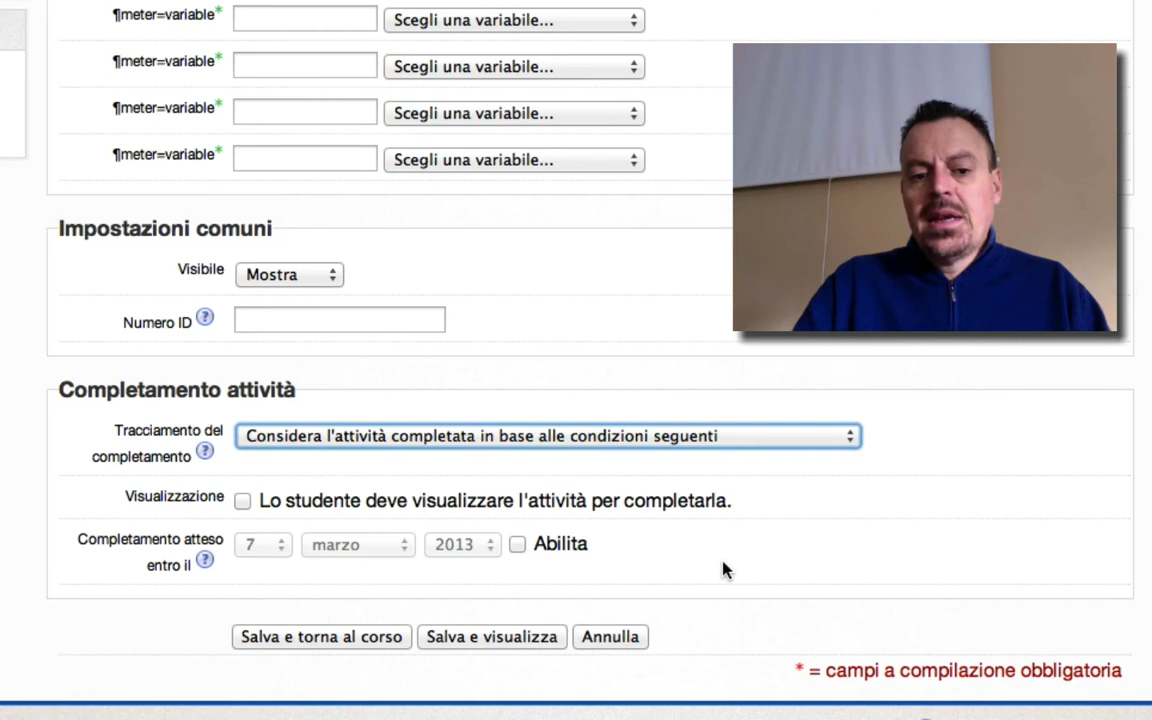 ¶meter=variable* Scegli una variabile...
¶meter=variable* Scegli una variabile...
¶meter=variable* Scegli una variabile...
¶meter=variable* Scegli una variabile...
Impostazioni comuni
Visibile Mostra
Numero ID ?
Completamento attività
Tracciamento del
completamento ? Considera l'attività completata in base alle condizioni seguenti
Visualizzazione Lo studente deve visualizzare l'attività per completarla.
Completamento atteso
entro il ? 7 marzo 2013 Abilita
Salva e torna al corso Salva e visualizza Annulla
* = campi a compilazione obbligatoria